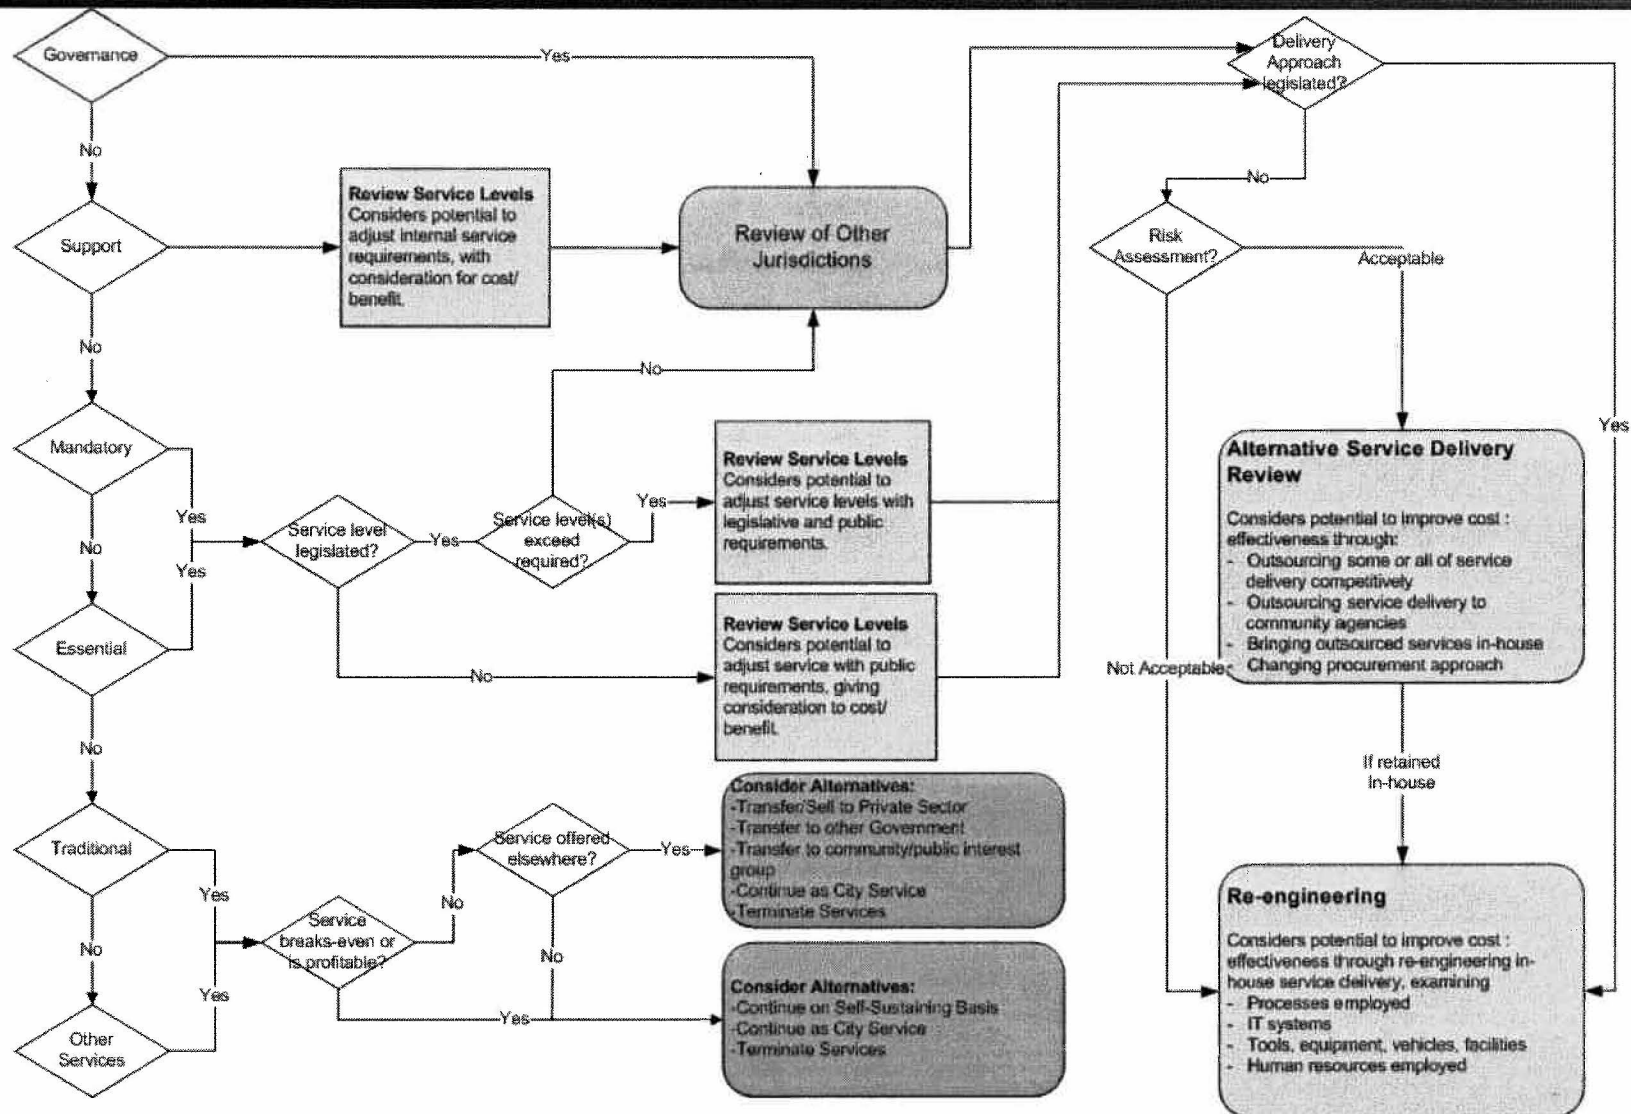 Governance
Yes
No
Support
Review Service Levels
Considers potential to
adjust internal service
requirements, with
consideration for cost/
benefit.
Review of Other
Jurisdictions
Delivery
Approach
legislated?
No
Risk
Assessment?
Acceptable
Yes
No
Mandatory
Yes
No
Yes
Essential
Service level
legislated?
Yes
Service level(s)
exceed
required?
No
Yes
Review Service Levels
Considers potential to
adjust service levels with
legislative and public
requirements.
No
Review Service Levels
Considers potential to
adjust service with public
requirements, giving
consideration to cost/
benefit.
Alternative Service Delivery
Review
Considers potential to improve cost :
effectiveness through:
- Outsourcing some or all of service
delivery competitively
- Outsourcing service delivery to
community agencies
- Bringing outsourced services in-house
- Changing procurement approach
Not Acceptable
If retained
In-house
No
Traditional
Yes
No
Yes
Other
Services
Service
breaks-even or
is profitable?
No
Yes
Service offered
elsewhere?
Yes
No
Consider Alternatives:
-Transfer/Sell to Private Sector
-Transfer to other Government
-Transfer to community/public interest
group
-Continue as City Service
-Terminate Services
Consider Alternatives:
-Continue on Self-Sustaining Basis
-Continue as City Service
-Terminate Services
Re-engineering
Considers potential to improve cost :
effectiveness through re-engineering in-
house service delivery, examining
- Processes employed
- IT systems
- Tools, equipment, vehicles, facilities
- Human resources employed